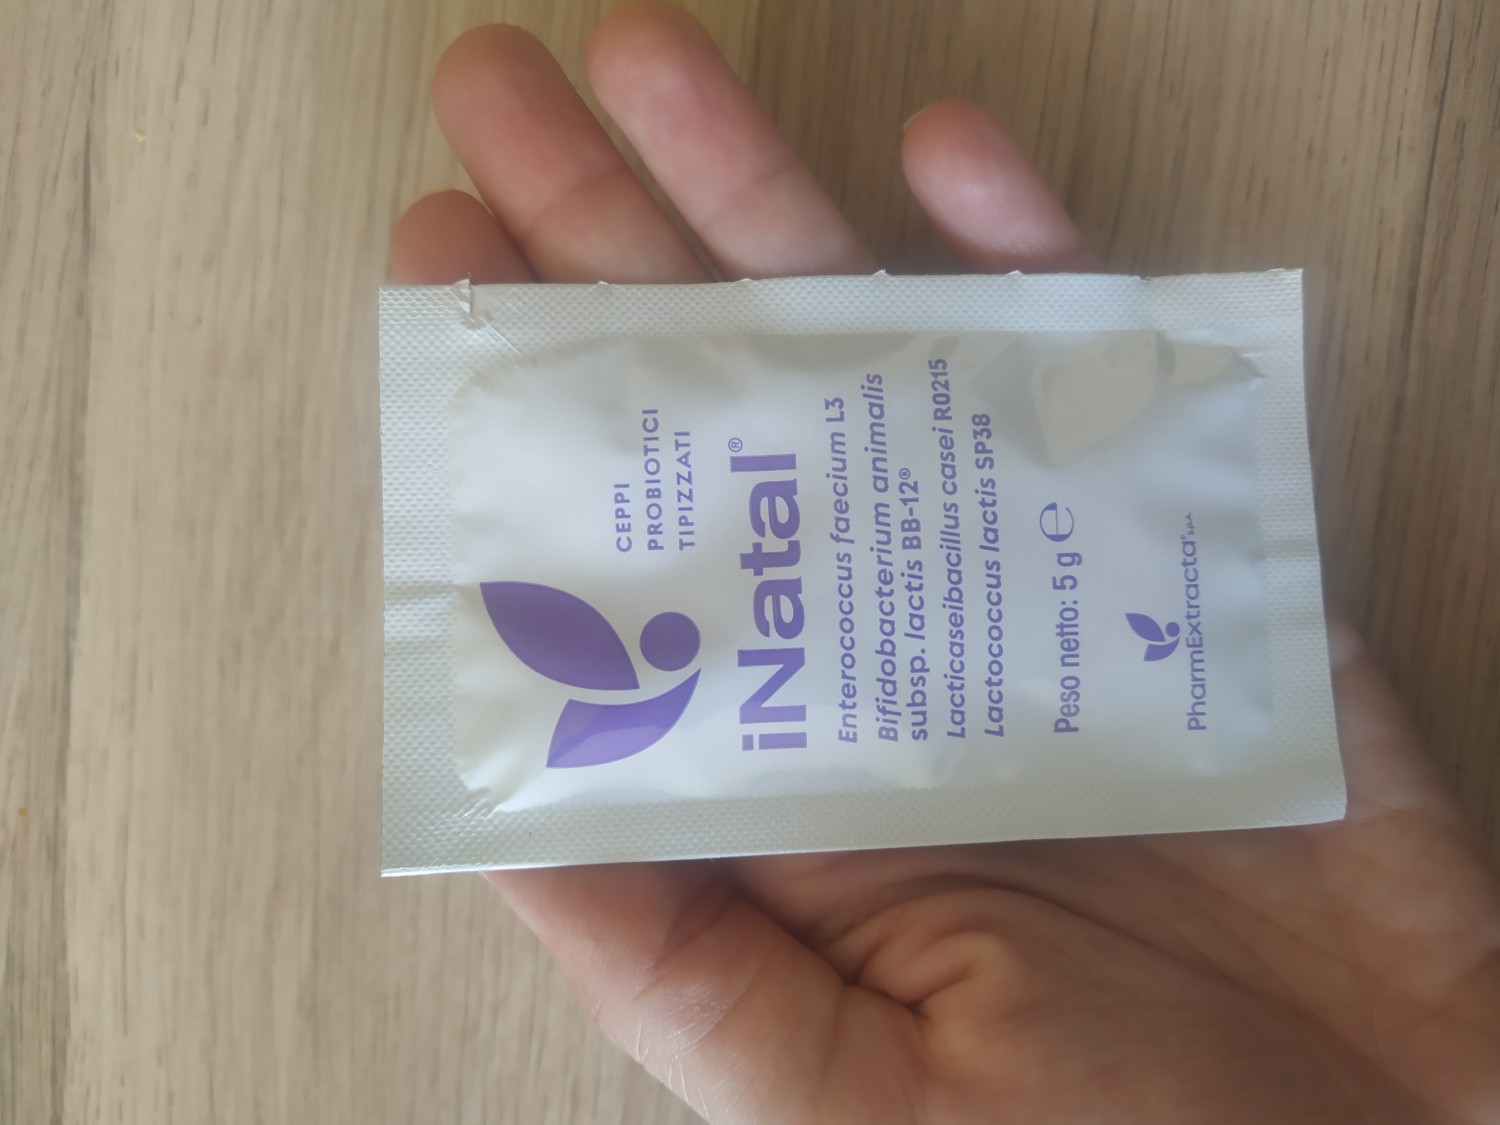 CEPPI
PROBIOTICI
TIPIZZATI
iNatal®
Enterococcus faecium L3
Bifidobacterium animalis
subsp. lactis BB-12®
Lacticaseibacillus casei R0215
Lactococcus lactis SP38
Peso netto: 5 g ℮
PharmExtracta® S.p.A.